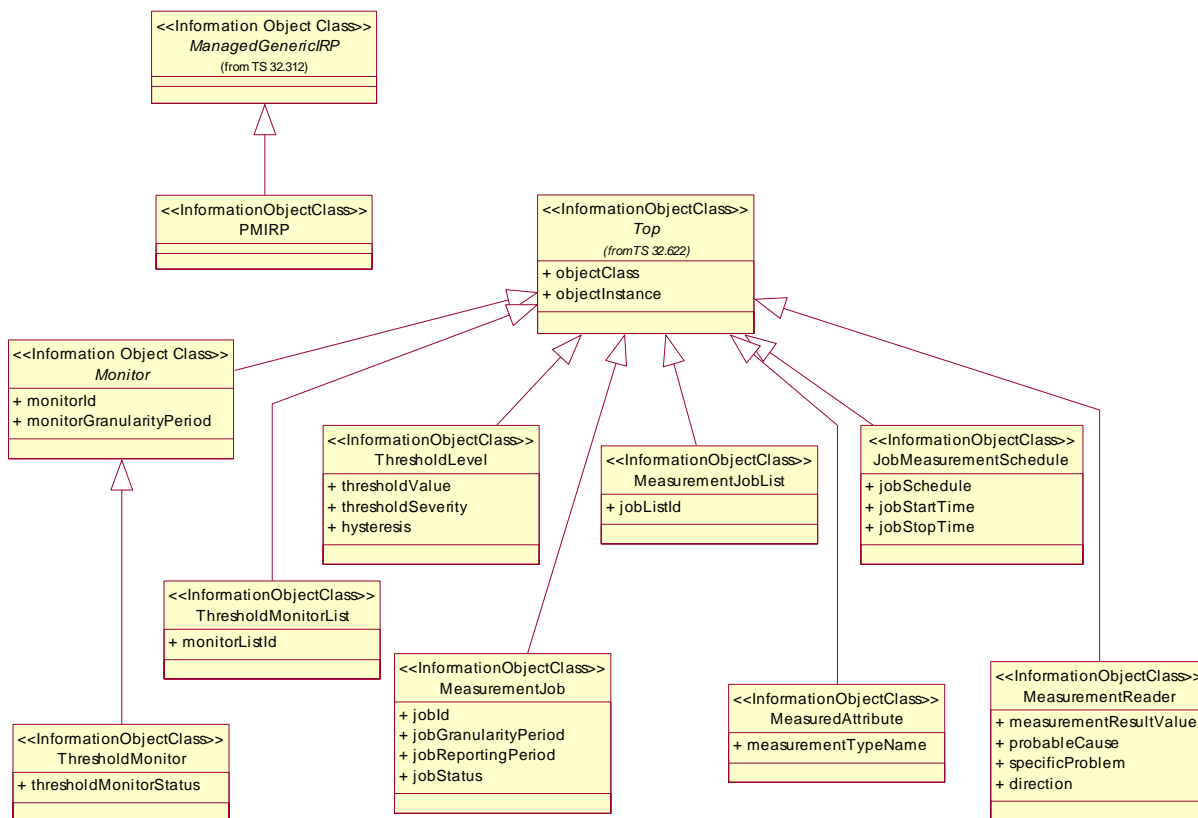 <<Information Object Class>>
ManagedGenericIRP
(from TS 32.312)
<<InformationObjectClass>>
PMIRP
<<InformationObjectClass>>
Top
(fromTS 32.622)
+ objectClass
+ objectInstance
<<Information Object Class>>
Monitor
+ monitorId
+ monitorGranularityPeriod
<<InformationObjectClass>>
ThresholdLevel
+ thresholdValue
+ thresholdSeverity
+ hysteresis
<<InformationObjectClass>>
MeasurementJobList
+ jobListId
<<InformationObjectClass>>
JobMeasurementSchedule
+ jobSchedule
+ jobStartTime
+ jobStopTime
<<InformationObjectClass>>
ThresholdMonitorList
+ monitorListId
<<InformationObjectClass>>
MeasurementJob
+ jobId
+ jobGranularityPeriod
+ jobReportingPeriod
+ jobStatus
<<InformationObjectClass>>
MeasuredAttribute
+ measurementTypeName
<<InformationObjectClass>>
MeasurementReader
+ measurementResultValue
+ probableCause
+ specificProblem
+ direction
<<InformationObjectClass>>
ThresholdMonitor
+ thresholdMonitorStatus